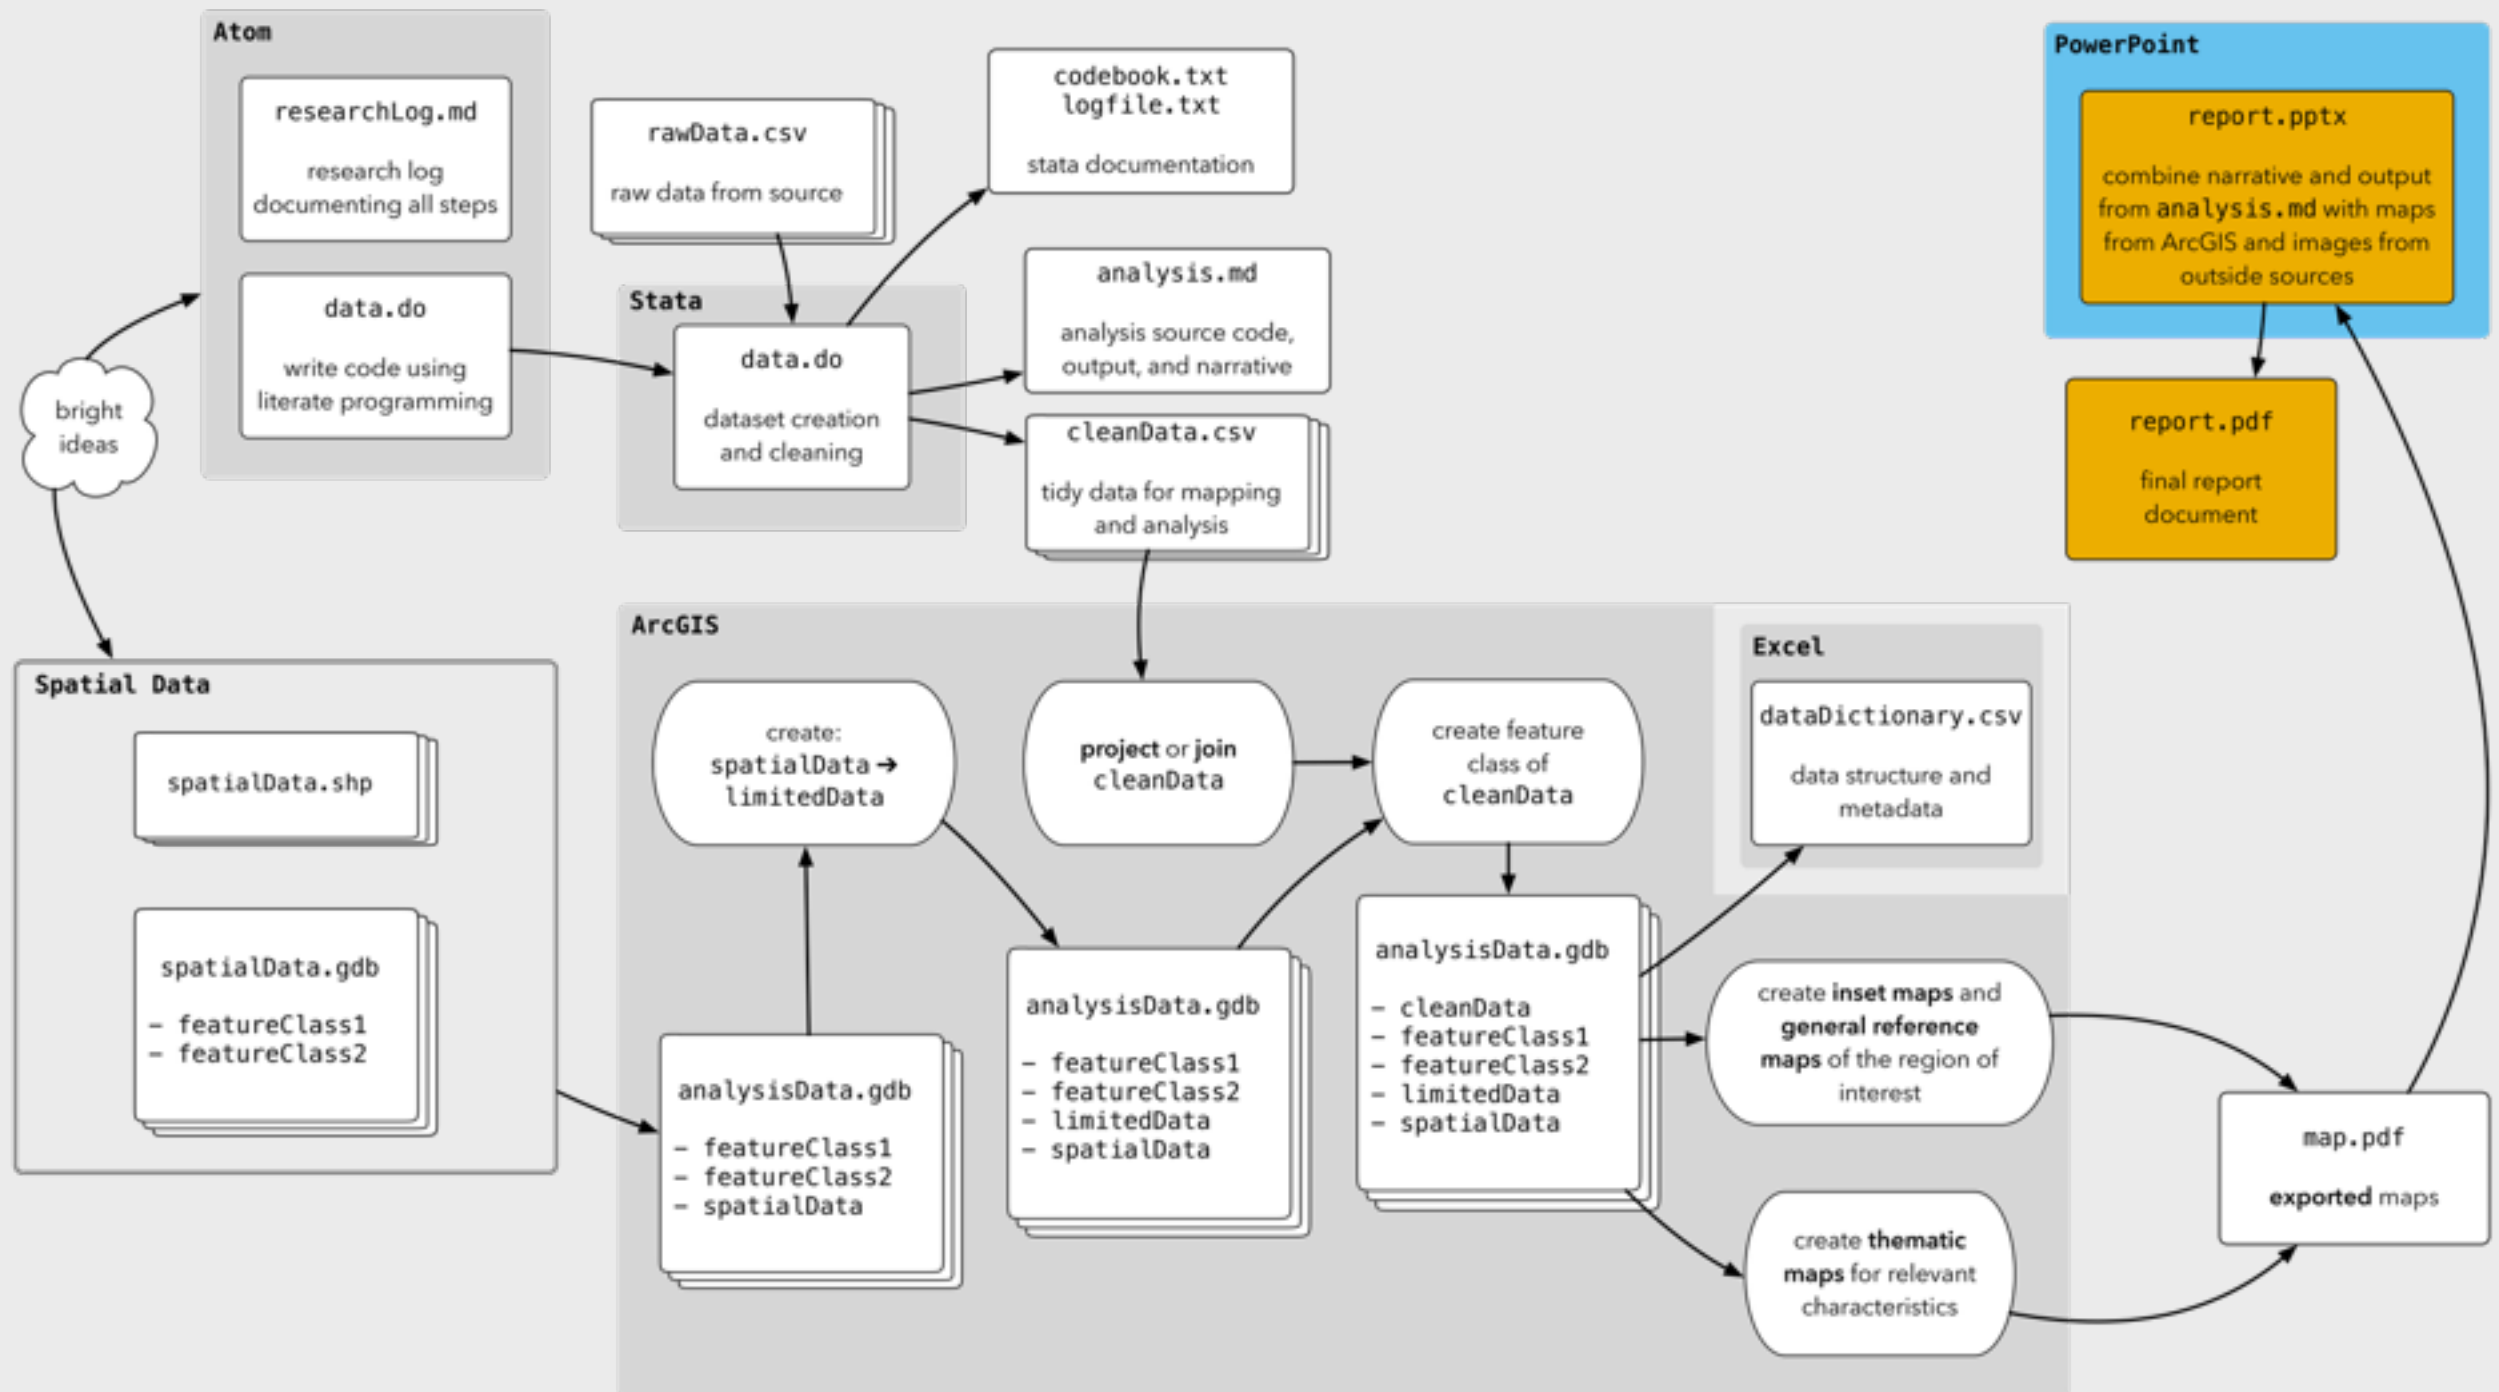 Atom
researchLog.md
research log
documenting all steps
data.do
write code using
literate programming
bright
ideas
rawData.csv
raw data from source
codebook.txt
logfile.txt
stata documentation
Stata
data.do
dataset creation
and cleaning
analysis.md
analysis source code,
output, and narrative
cleanData.csv
tidy data for mapping
and analysis
PowerPoint
report.pptx
combine narrative and output
from analysis.md with maps
from ArcGIS and images from
outside sources
report.pdf
final report
document
Spatial Data
spatialData.shp
spatialData.gdb
– featureClass1
– featureClass2
ArcGIS
create:
spatialData ➔
limitedData
project or join
cleanData
create feature
class of
cleanData
Excel
dataDictionary.csv
data structure and
metadata
analysisData.gdb
– featureClass1
– featureClass2
– spatialData
analysisData.gdb
– featureClass1
– featureClass2
– limitedData
– spatialData
analysisData.gdb
– cleanData
– featureClass1
– featureClass2
– limitedData
– spatialData
create inset maps and
general reference
maps of the region of
interest
create thematic
maps for relevant
characteristics
map.pdf
exported maps